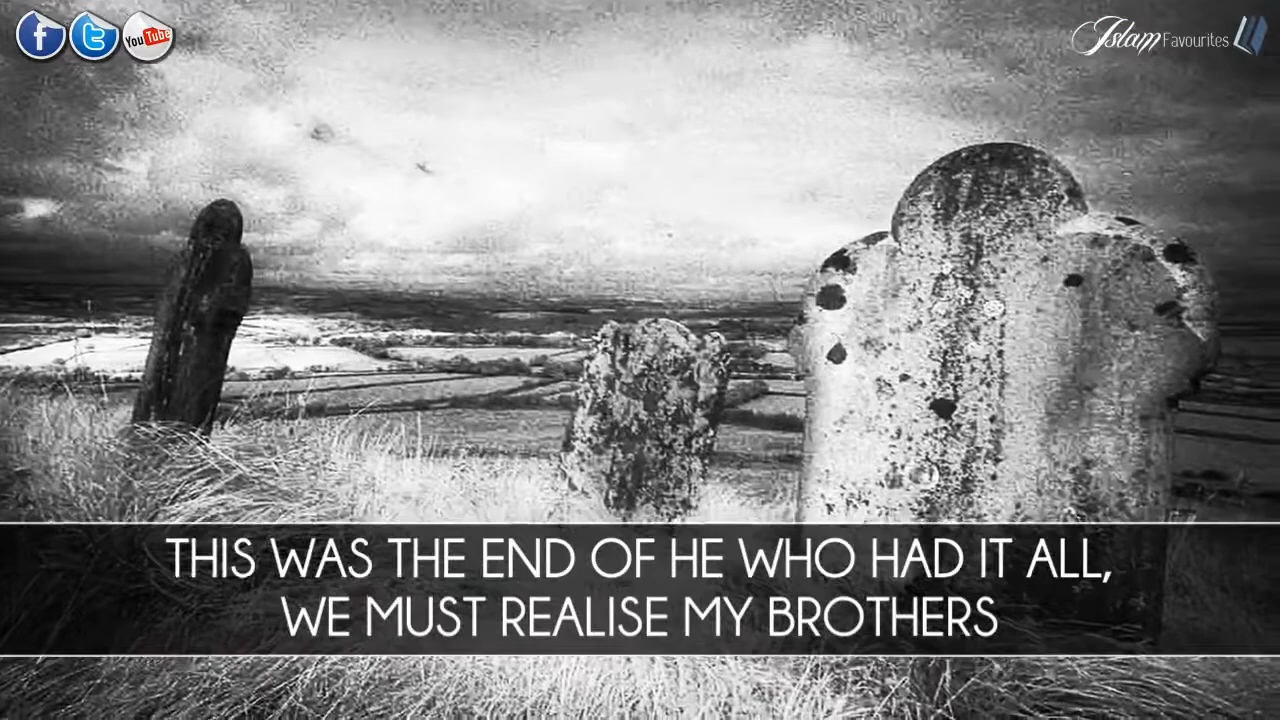 f t You Tube
Islam Favourites
THIS WAS THE END OF HE WHO HAD IT ALL,
WE MUST REALISE MY BROTHERS